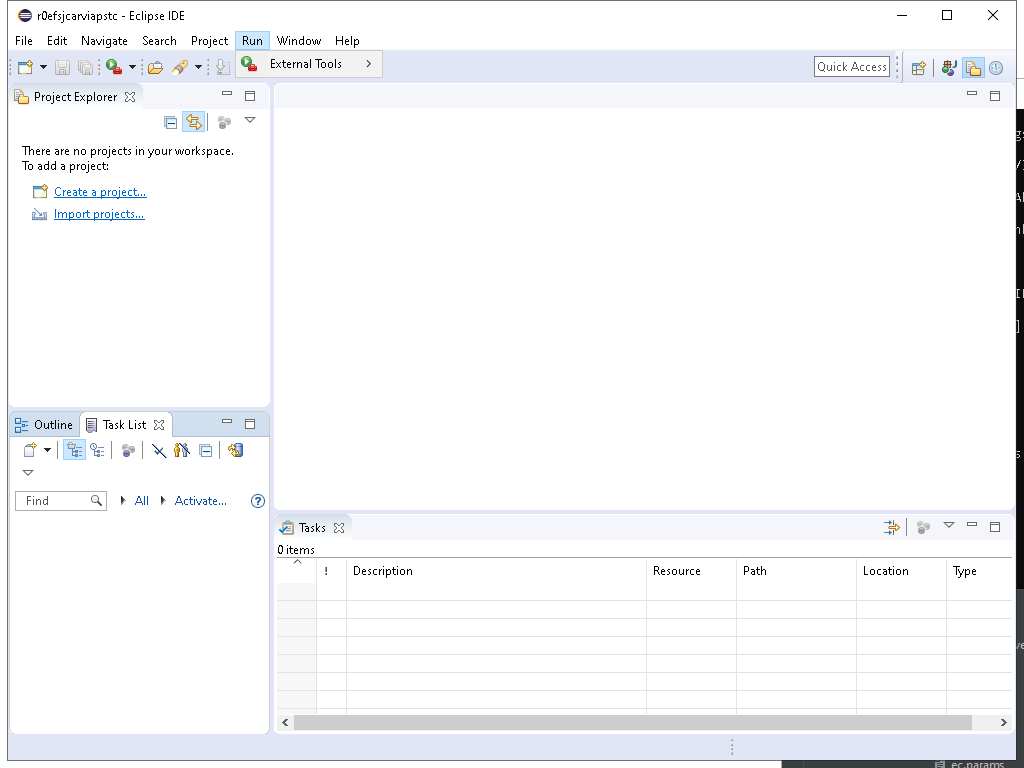 r0efsjcarviapstc - Eclipse IDE
File Edit Navigate Search Project Run Window Help
External Tools
Quick Access
Project Explorer
There are no projects in your workspace.
To add a project:
Create a project...
Import projects...
Outline Task List
Find All Activate...
Tasks
0 items
! Description Resource Path Location Type
ec.params